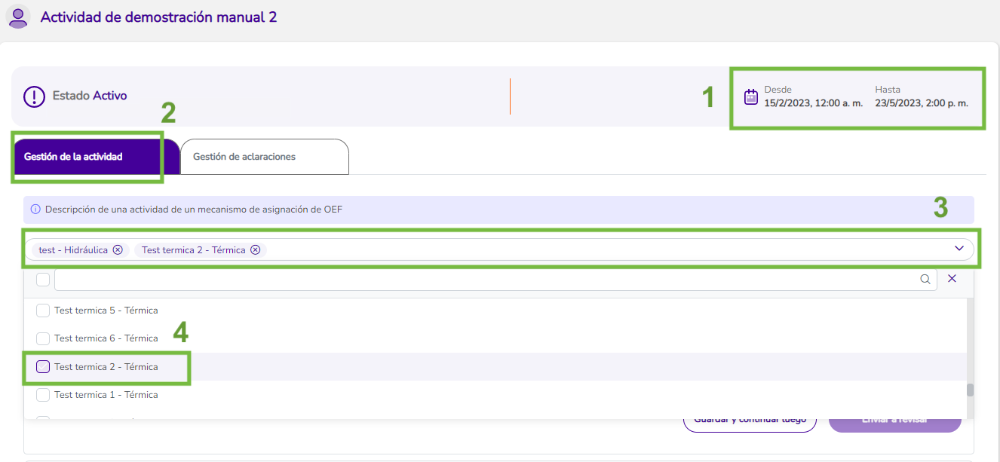 Actividad de demostración manual 2
Estado Activo
1
Desde
15/2/2023, 12:00 a. m.
Hasta
23/5/2023, 2:00 p. m.
2
Gestión de la actividad
Gestión de aclaraciones
Descripción de una actividad de un mecanismo de asignación de OEF
3
test - Hidráulica
Test termica 2 - Térmica
Test termica 5 - Térmica
Test termica 6 - Térmica
4
Test termica 2 - Térmica
Test termica 1 - Térmica
Guardar y continuar luego
Enviar a revisar